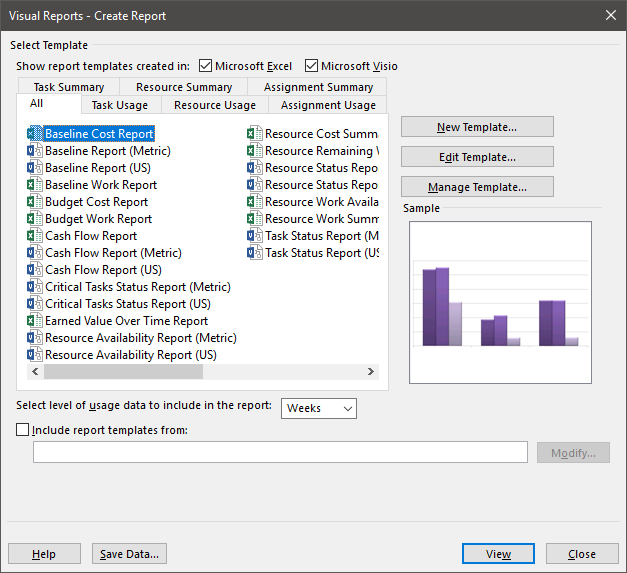 Visual Reports - Create Report
Select Template
Show report templates created in: Microsoft Excel Microsoft Visio
Task Summary Resource Summary Assignment Summary
All Task Usage Resource Usage Assignment Usage
Baseline Cost Report
Baseline Report (Metric)
Baseline Report (US)
Baseline Work Report
Budget Cost Report
Budget Work Report
Cash Flow Report
Cash Flow Report (Metric)
Cash Flow Report (US)
Critical Tasks Status Report (Metric)
Critical Tasks Status Report (US)
Earned Value Over Time Report
Resource Availability Report (Metric)
Resource Availability Report (US)
Resource Cost Summa
Resource Remaining
Resource Status Repo
Resource Status Repo
Resource Work Availa
Resource Work Summ
Task Status Report (M
Task Status Report (US
New Template...
Edit Template...
Manage Template...
Sample
Select level of usage data to include in the report: Weeks
Include report templates from:
Modify...
Help Save Data... View Close